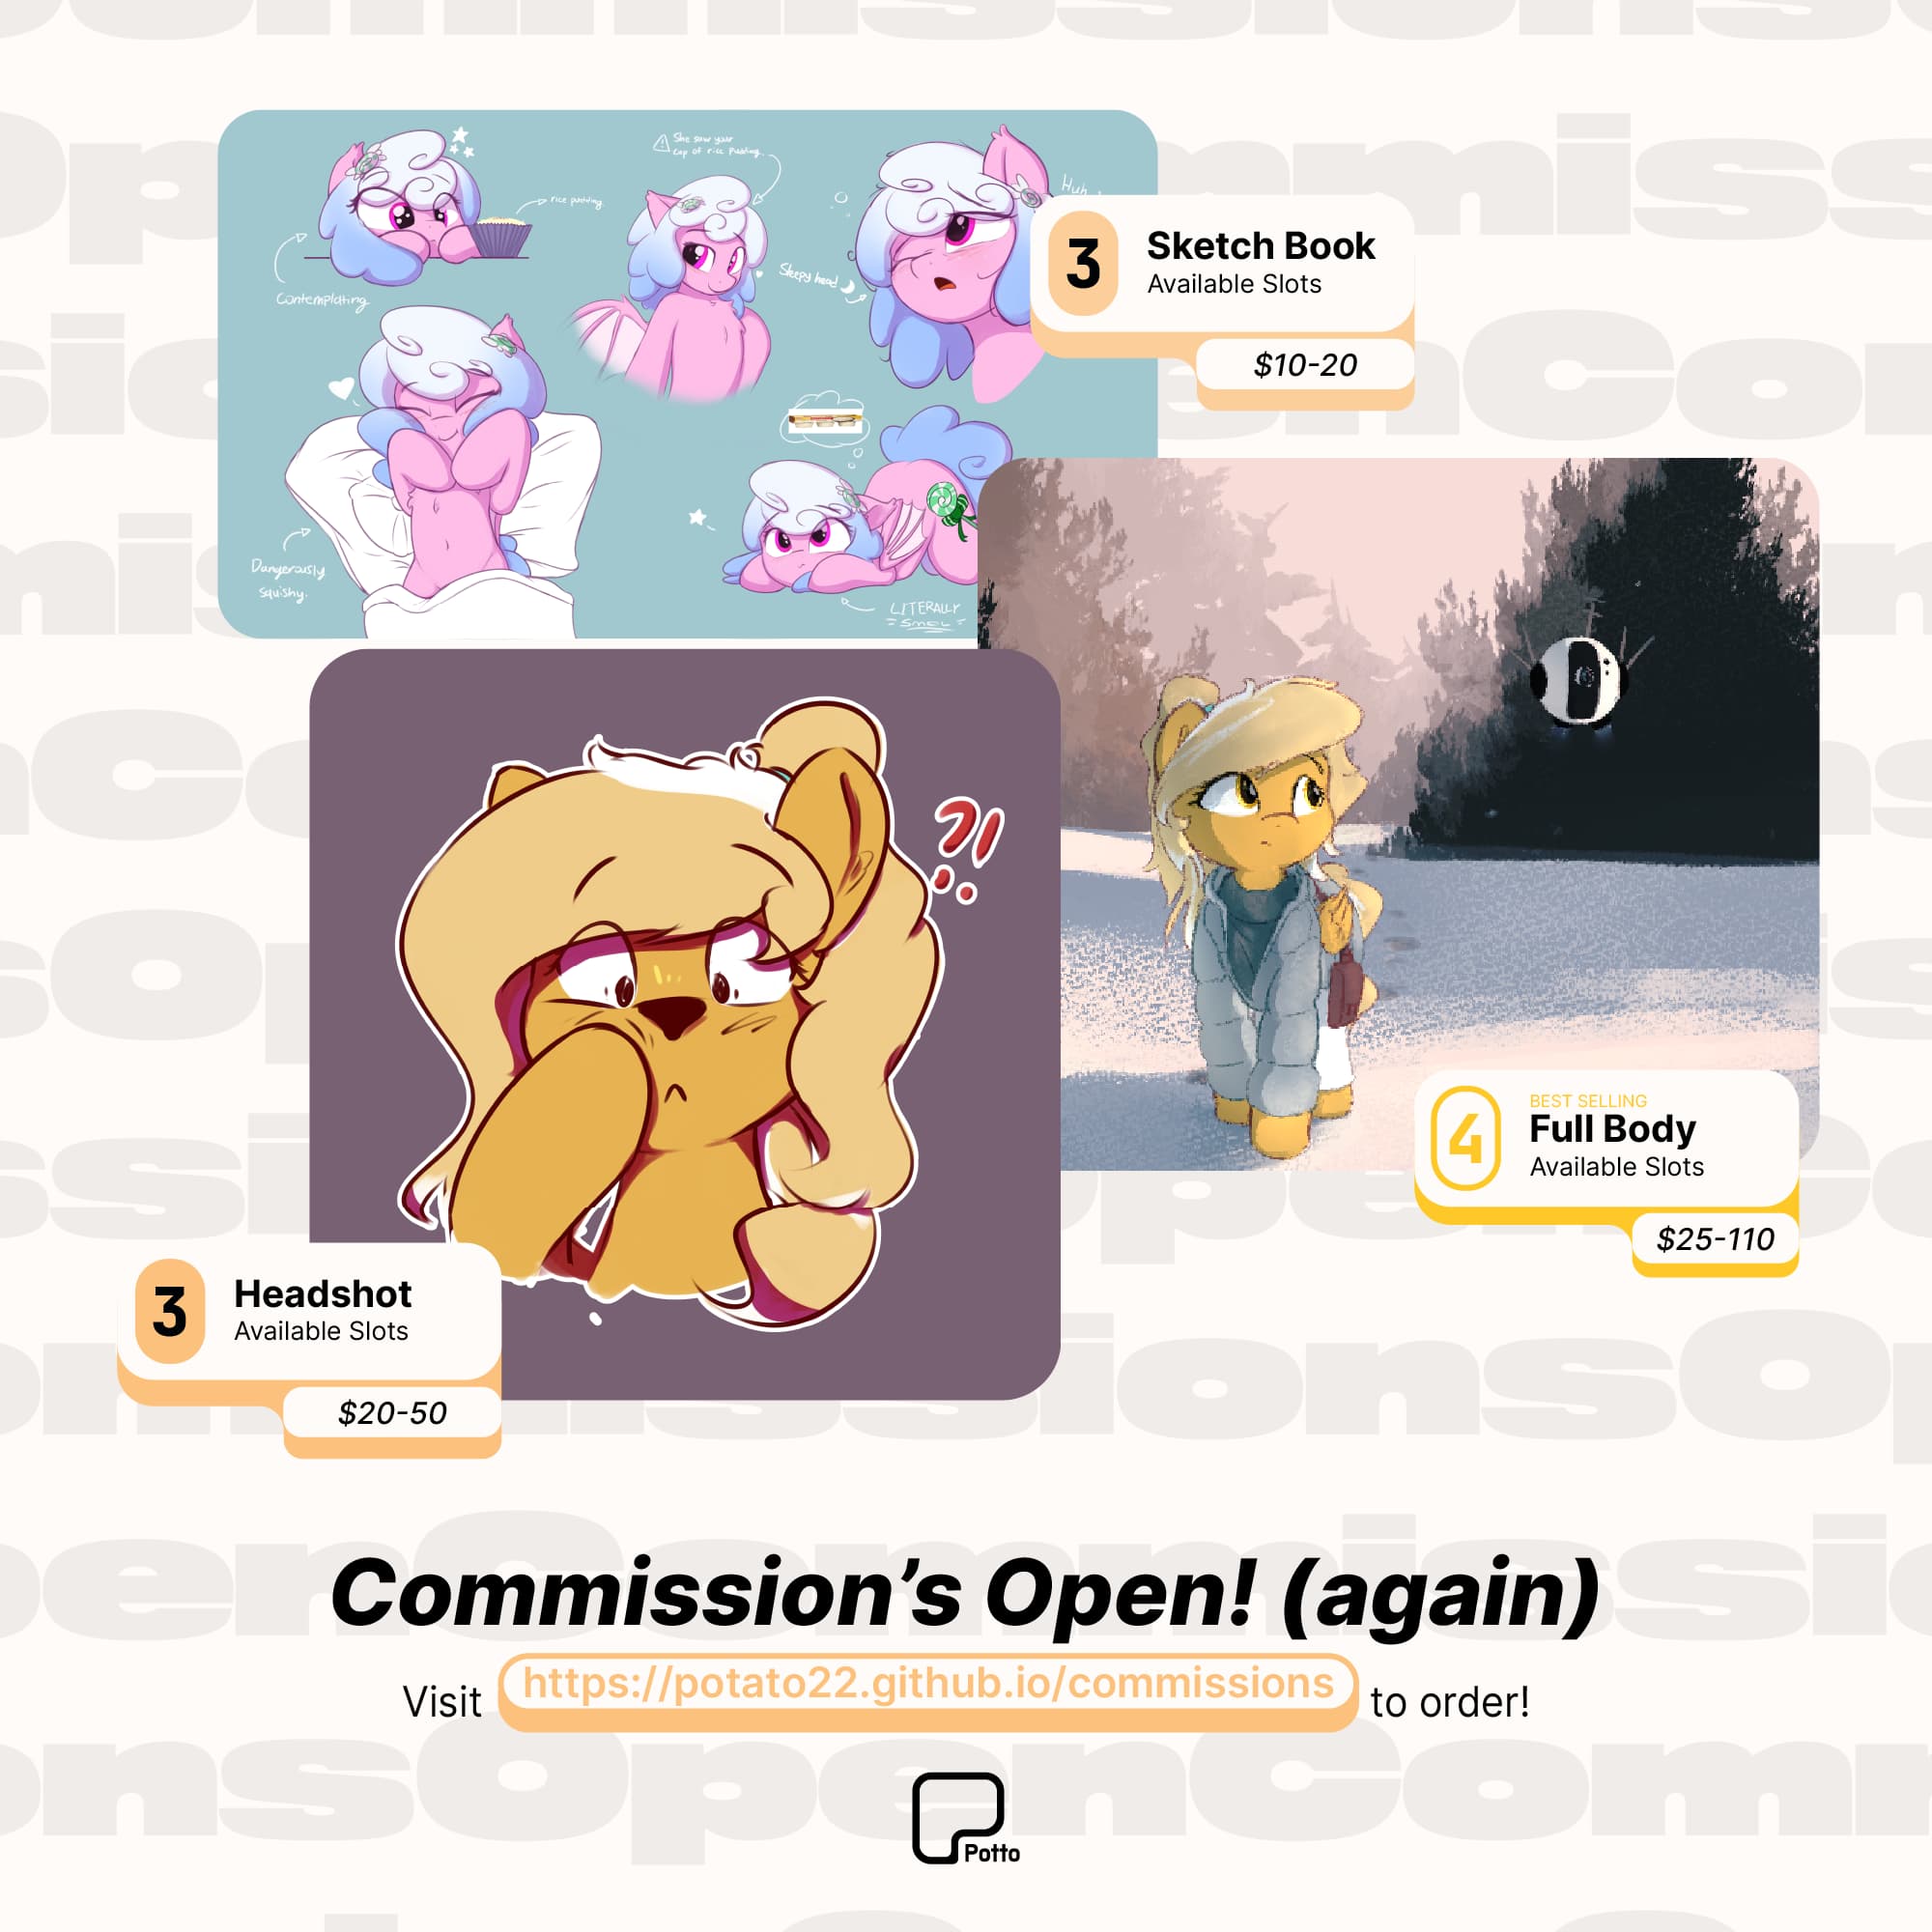 She saw your
cup of rice pudding..
rice pudding.
Huh
Contemplating
Sleepy head
Dangerously
squishy.
LITERALLY
smol
3
Sketch Book
Available Slots
$10-20
?!
4
BEST SELLING
Full Body
Available Slots
$25-110
3
Headshot
Available Slots
$20-50
Commission’s Open! (again)
Visit https://potato22.github.io/commissions to order!
Potto